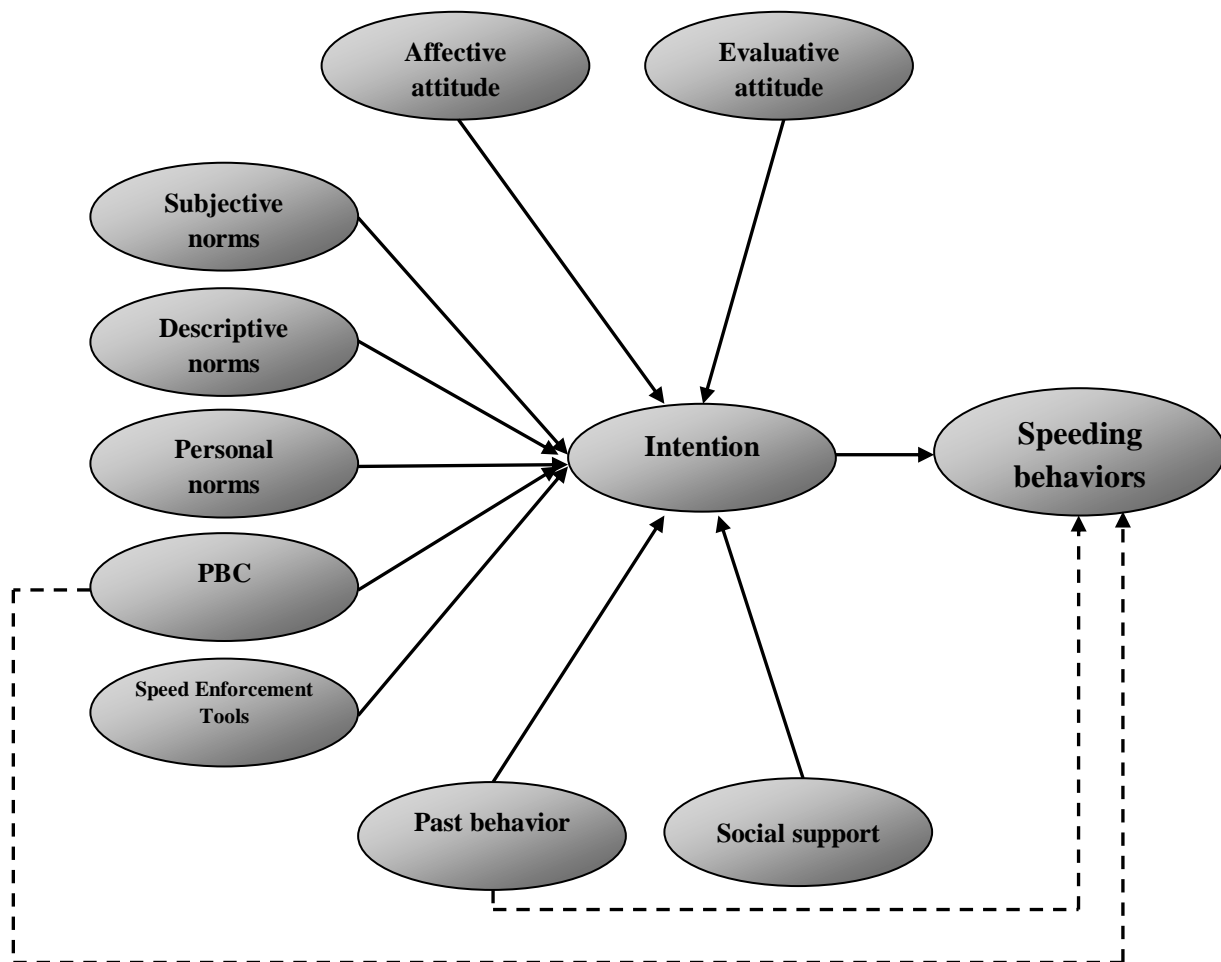 Affective
attitude
Evaluative
attitude
Subjective
norms
Descriptive
norms
Personal
norms
Intention
Speeding
behaviors
PBC
Speed Enforcement
Tools
Past behavior
Social support